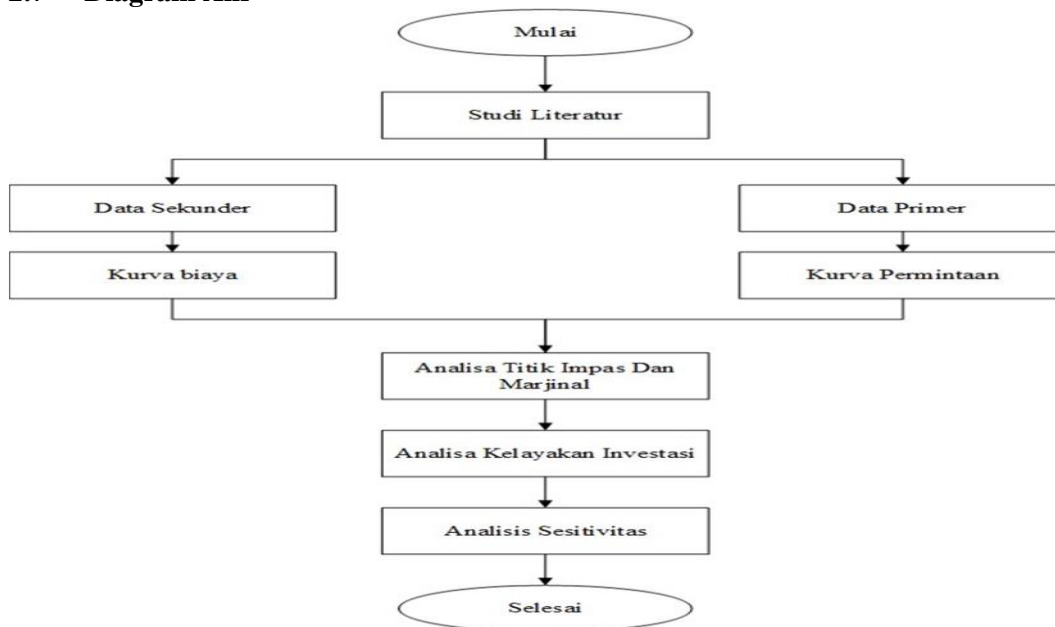 Mulai
Studi Literatur
Data Sekunder
Data Primer
Kurva biaya
Kurva Permintaan
Analisa Titik Impas Dan
Marjinal
Analisa Kelayakan Investasi
Analisis Sesitivitas
Selesai